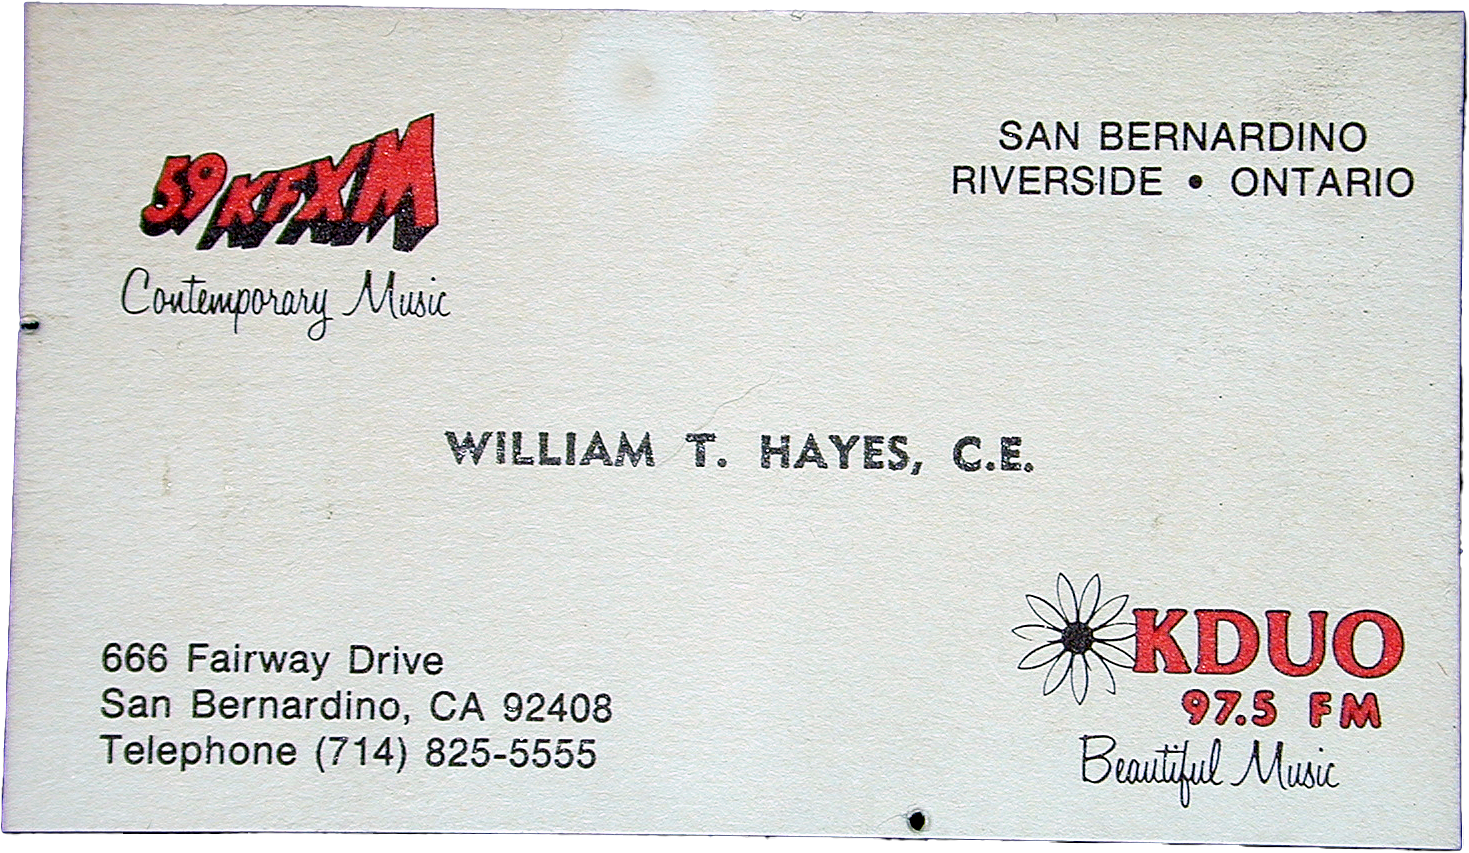 59 KFXM
Contemporary Music
SAN BERNARDINO
RIVERSIDE • ONTARIO
WILLIAM T. HAYES, C.E.
666 Fairway Drive
San Bernardino, CA 92408
Telephone (714) 825-5555
KDUO
97.5 FM
Beautiful Music